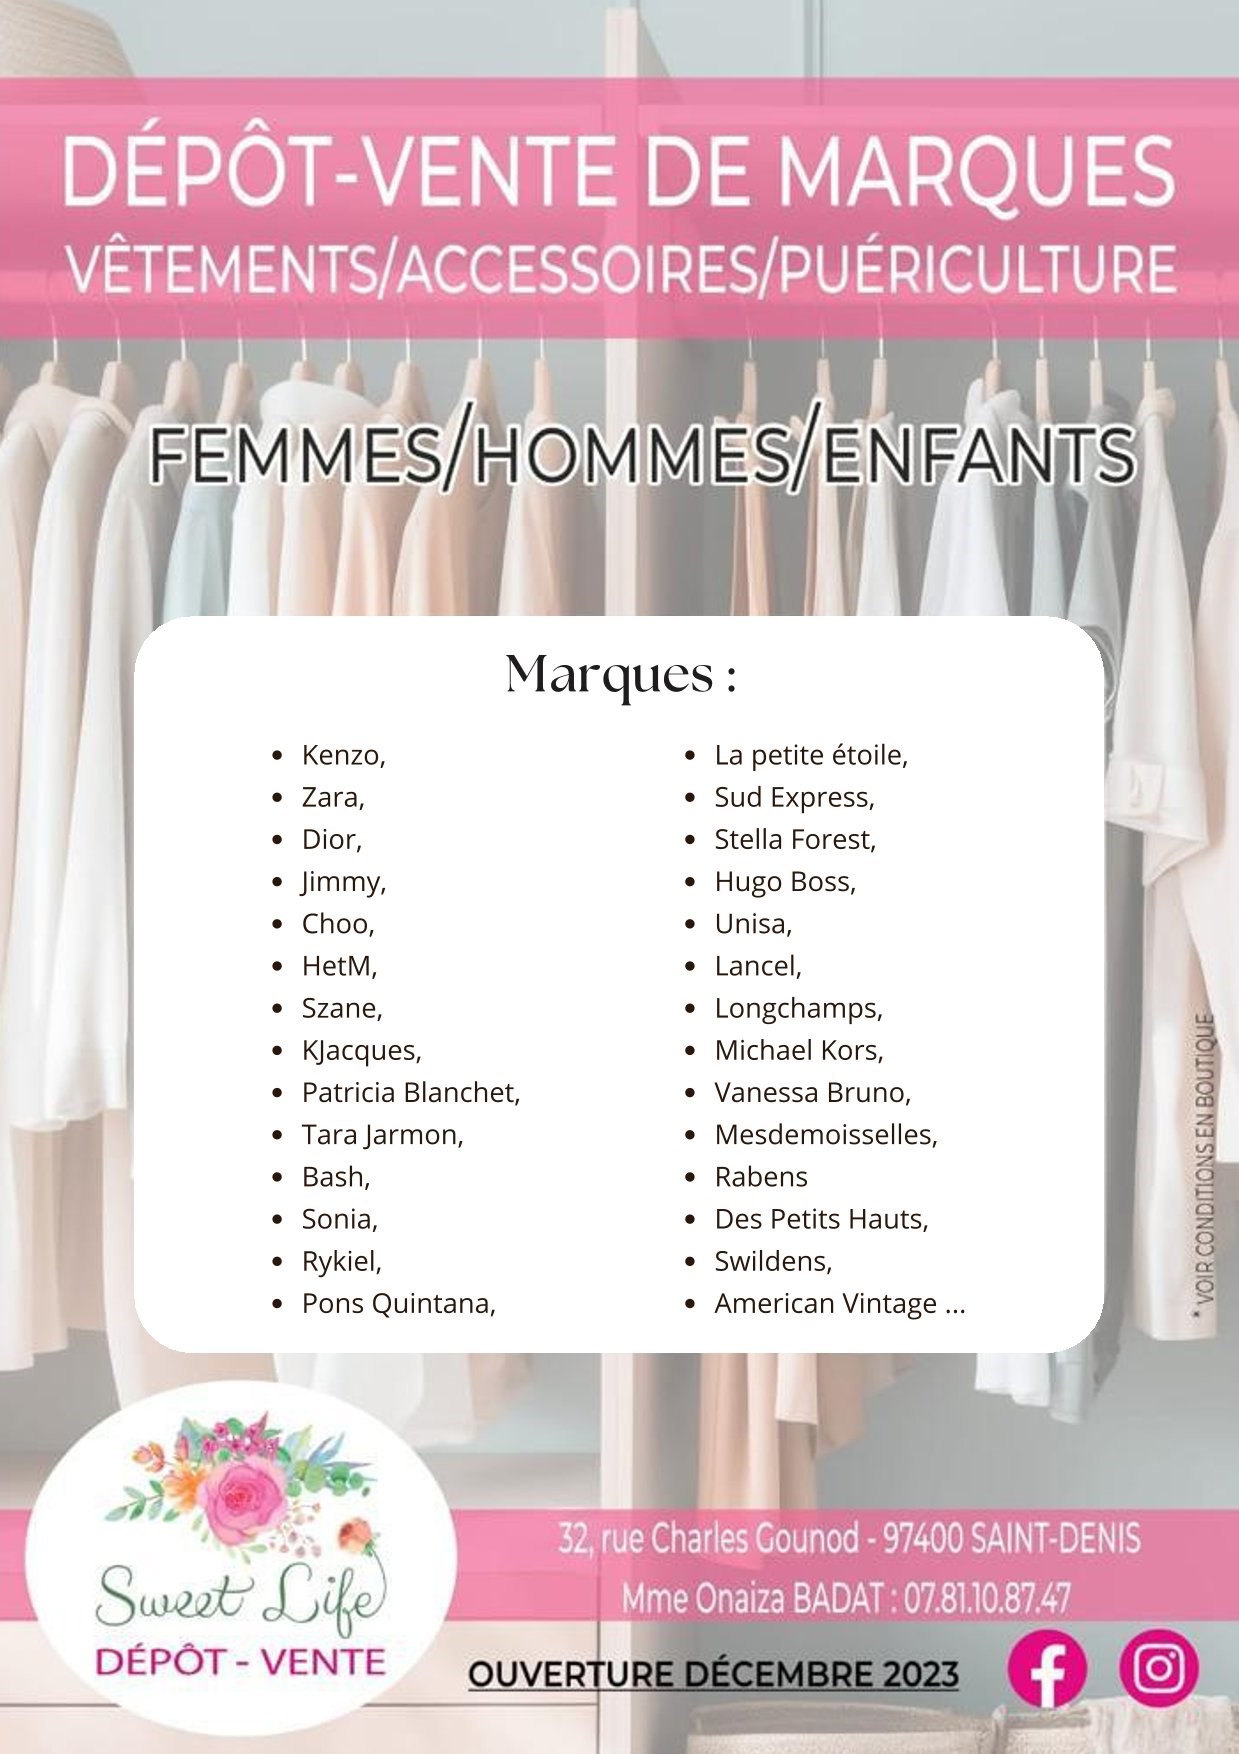 DÉPÔT-VENTE DE MARQUES
VÊTEMENTS/ACCESSOIRES/PUÉRICULTURE
FEMMES/HOMMES/ENFANTS
Marques :
• Kenzo,
• Zara,
• Dior,
• Jimmy,
• Choo,
• HetM,
• Szane,
• KJacques,
• Patricia Blanchet,
• Tara Jarmon,
• Bash,
• Sonia,
• Rykiel,
• Pons Quintana,
• La petite étoile,
• Sud Express,
• Stella Forest,
• Hugo Boss,
• Unisa,
• Lancel,
• Longchamps,
• Michael Kors,
• Vanessa Bruno,
• Mesdemoisselles,
• Rabens
• Des Petits Hauts,
• Swildens,
• American Vintage ...
* VOIR CONDITIONS EN BOUTIQUE
Sweet Life
DÉPÔT - VENTE
32, rue Charles Gounod - 97400 SAINT-DENIS
Mme Onaiza BADAT : 07.81.10.87.47
OUVERTURE DÉCEMBRE 2023